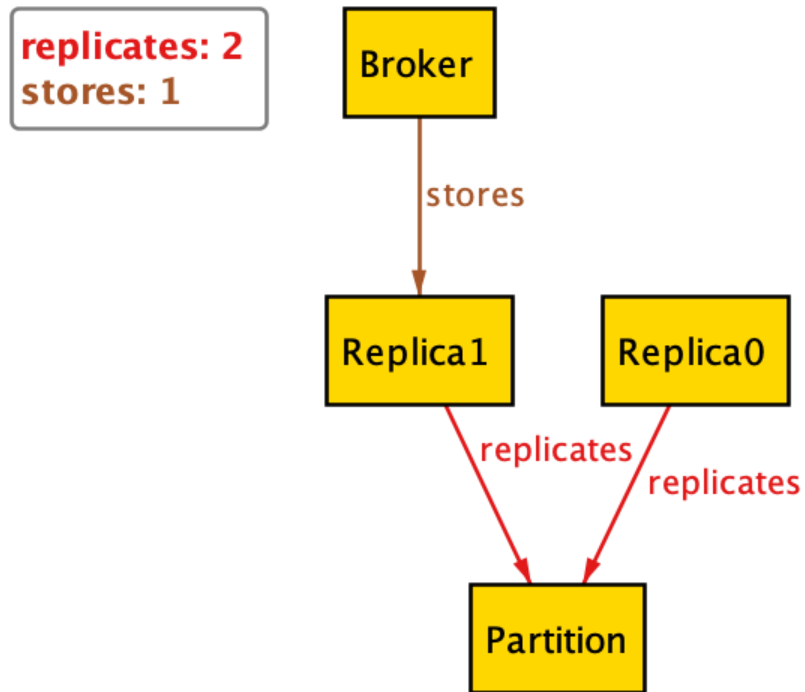 replicates: 2
stores: 1
Broker
stores
Replica1
Replica0
replicates
replicates
Partition